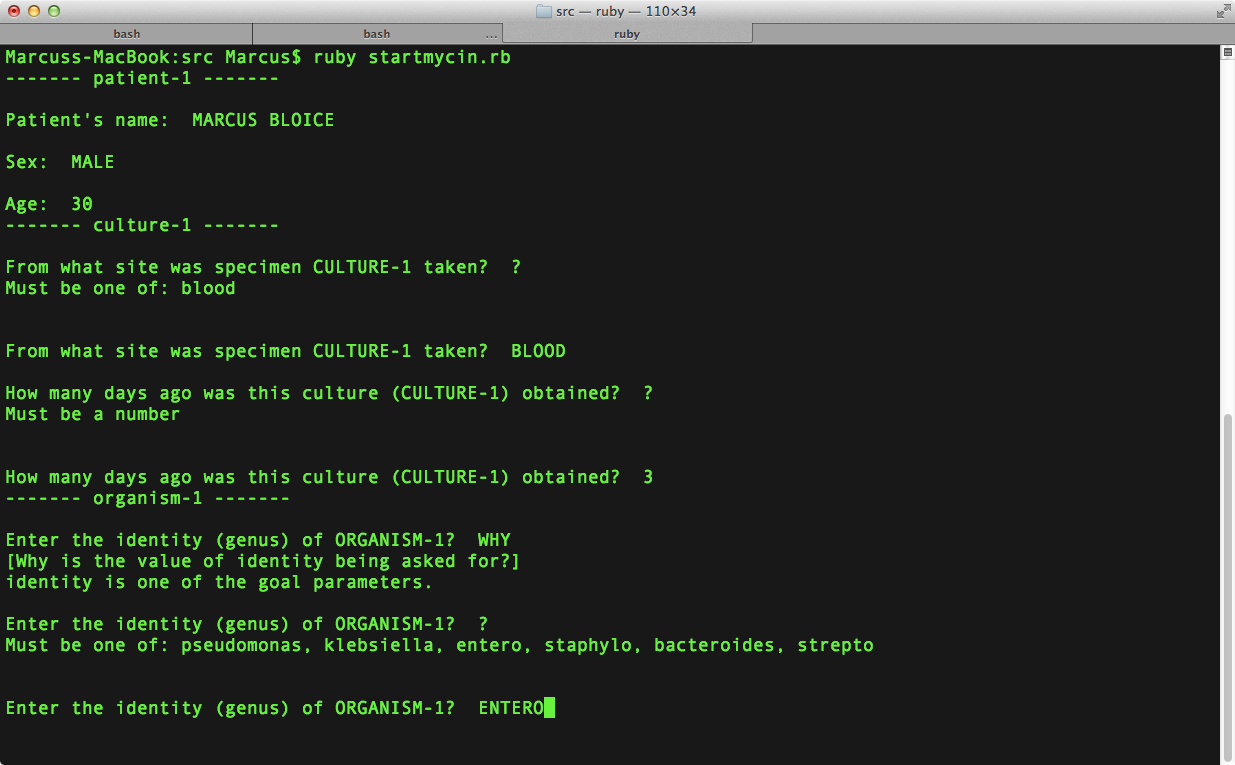 src — ruby — 110×34
bash bash ... ruby
Marcuss-MacBook:src Marcus$ ruby startmycin.rb
------- patient-1 -------
Patient's name:  MARCUS BLOICE
Sex:  MALE
Age:  30
------- culture-1 -------
From what site was specimen CULTURE-1 taken?  ?
Must be one of: blood
From what site was specimen CULTURE-1 taken?  BLOOD
How many days ago was this culture (CULTURE-1) obtained?  ?
Must be a number
How many days ago was this culture (CULTURE-1) obtained?  3
------- organism-1 -------
Enter the identity (genus) of ORGANISM-1?  WHY
[Why is the value of identity being asked for?]
identity is one of the goal parameters.
Enter the identity (genus) of ORGANISM-1?  ?
Must be one of: pseudomonas, klebsiella, entero, staphylo, bacteroides, strepto
Enter the identity (genus) of ORGANISM-1?  ENTERO